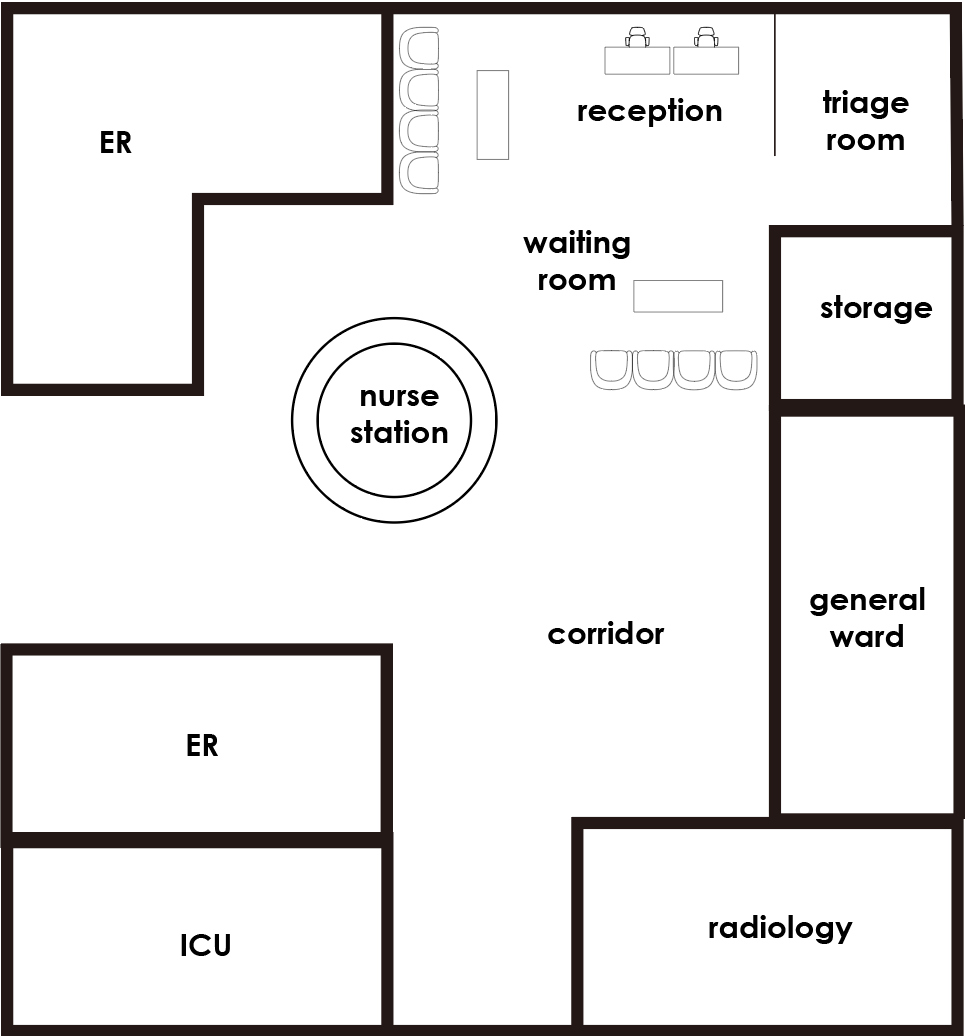 ER
reception
triage
room
waiting
room
storage
nurse
station
general
ward
corridor
ER
radiology
ICU